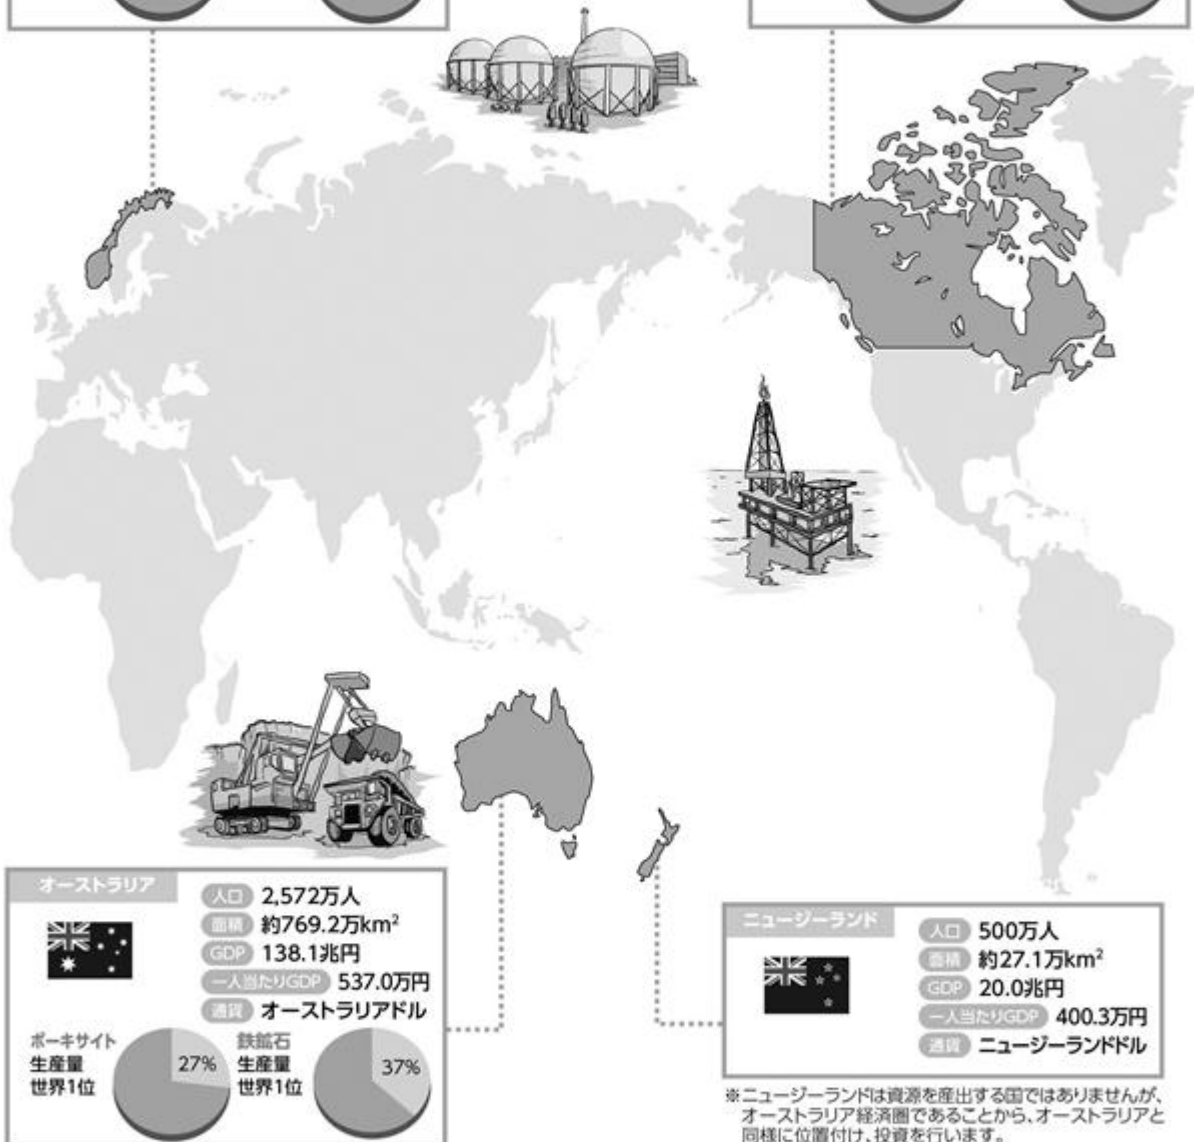 オーストラリア
人口 2,572万人
面積 約769.2万km²
GDP 138.1兆円
一人当たりGDP 537.0万円
通貨 オーストラリアドル
ボーキサイト
生産量
世界1位
27%
鉄鉱石
生産量
世界1位
37%
ニュージーランド
人口 500万人
面積 約27.1万km²
GDP 20.0兆円
一人当たりGDP 400.3万円
通貨 ニュージーランドドル
※ニュージーランドは資源を産出する国ではありませんが、
オーストラリア経済圏であることから、オーストラリアと
同様に位置付け、投資を行います。